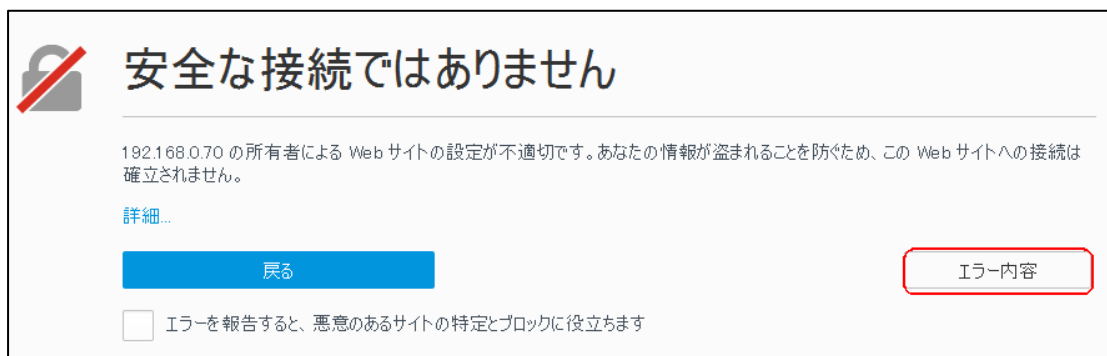 安全な接続ではありません
192.168.0.70 の所有者による Web サイトの設定が不適切です。あなたの情報が盗まれることを防ぐため、この Web サイトへの接続は
確立されません。
詳細...
戻る
エラー内容
エラーを報告すると、悪意のあるサイトの特定とブロックに役立ちます